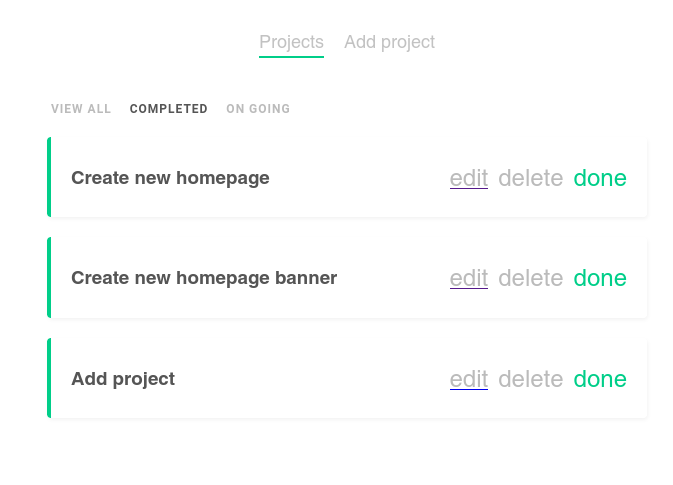 Projects Add project
VIEW ALL COMPLETED ON GOING
Create new homepage edit delete done
Create new homepage banner edit delete done
Add project edit delete done